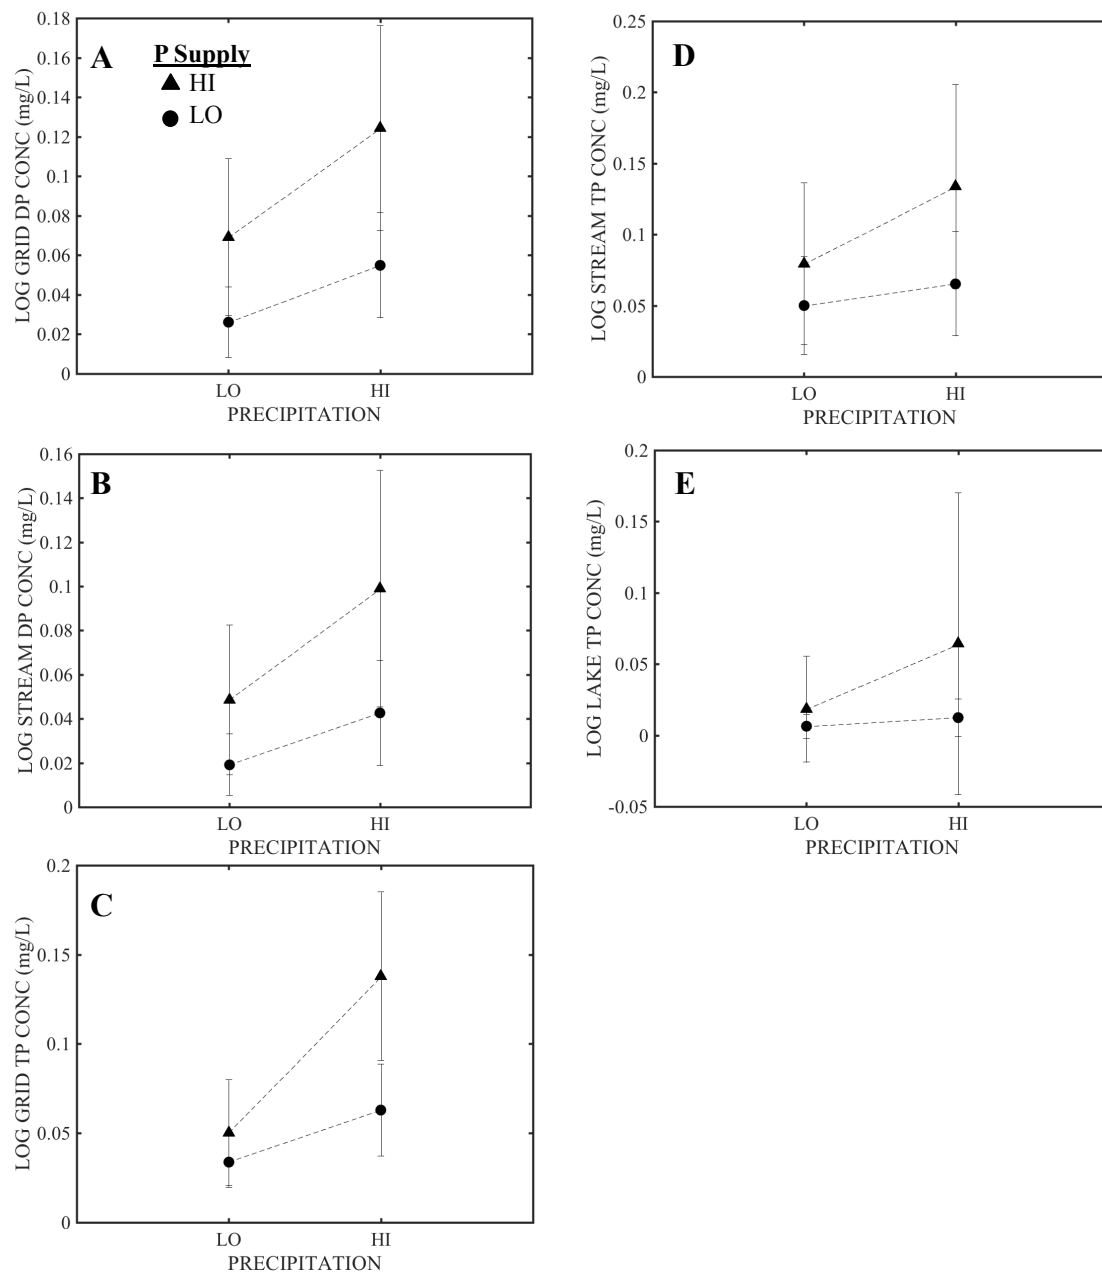 A
P Supply
HI
LO
LOG GRID DP CONC (mg/L)
0.18
0.16
0.14
0.12
0.1
0.08
0.06
0.04
0.02
0
LO HI
PRECIPITATION
B
LOG STREAM DP CONC (mg/L)
0.16
0.14
0.12
0.1
0.08
0.06
0.04
0.02
0
LO HI
PRECIPITATION
C
LOG GRID TP CONC (mg/L)
0.2
0.15
0.1
0.05
0
LO HI
PRECIPITATION
D
LOG STREAM TP CONC (mg/L)
0.25
0.2
0.15
0.1
0.05
0
LO HI
PRECIPITATION
E
LOG LAKE TP CONC (mg/L)
0.2
0.15
0.1
0.05
0
-0.05
LO HI
PRECIPITATION